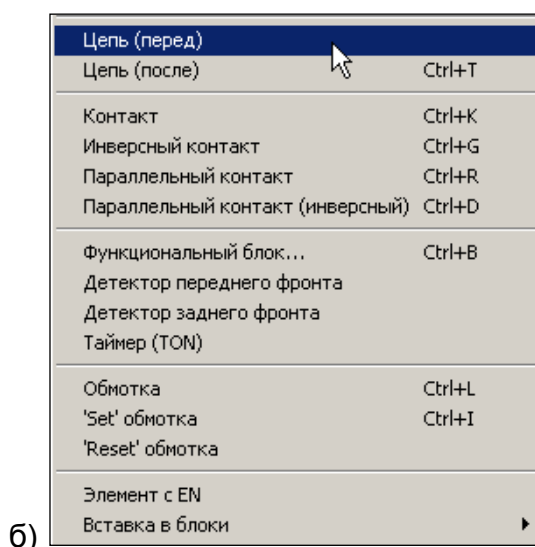 Цепь (перед)
Цепь (после) Ctrl+T
Контакт Ctrl+K
Инверсный контакт Ctrl+G
Параллельный контакт Ctrl+R
Параллельный контакт (инверсный) Ctrl+D
Функциональный блок... Ctrl+B
Детектор переднего фронта
Детектор заднего фронта
Таймер (TON)
Обмотка Ctrl+L
'Set' обмотка Ctrl+I
'Reset' обмотка
Элемент с EN
Вставка в блоки
б)